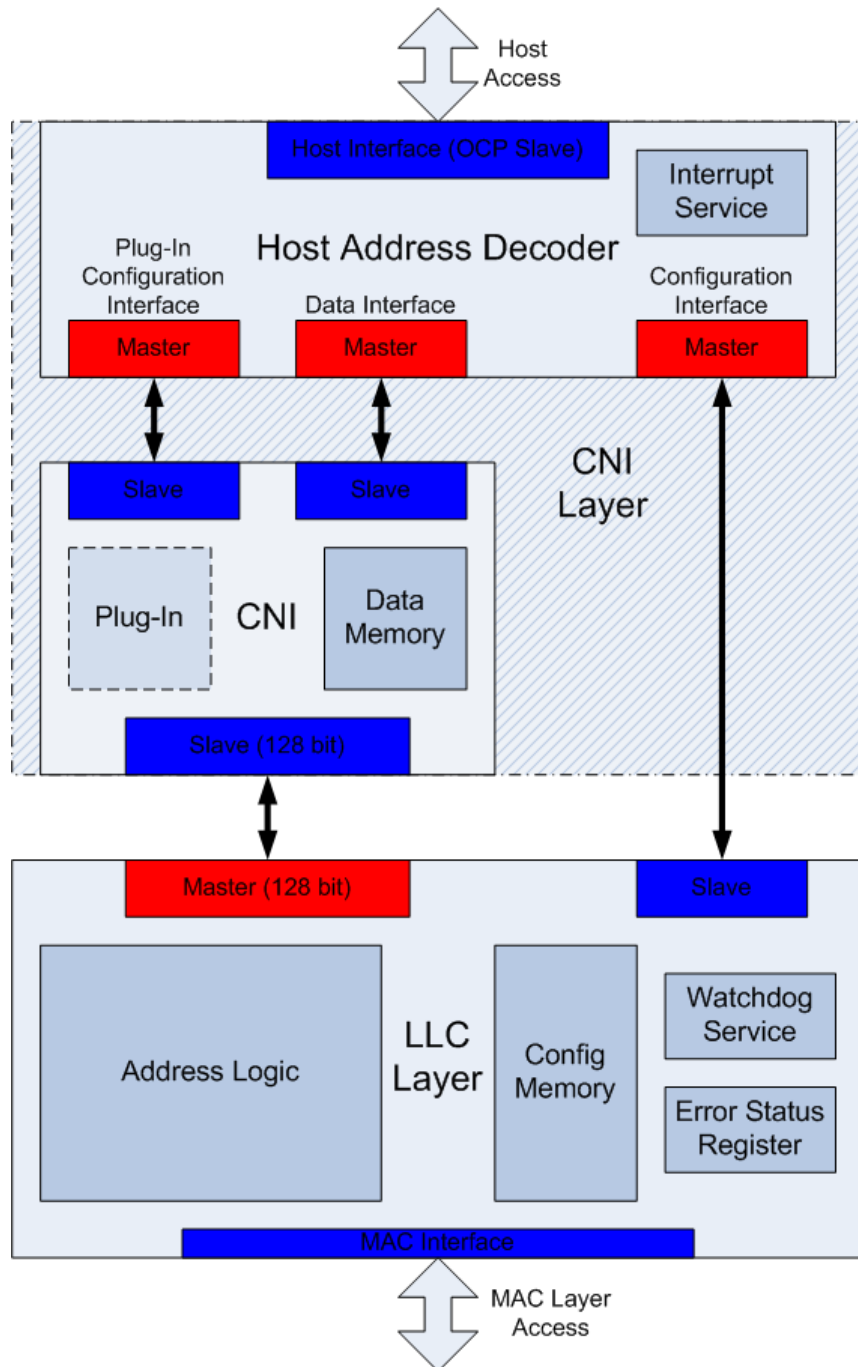 Host
Access
Host Interface (OCP Slave)
Interrupt
Service
Host Address Decoder
Plug-In
Configuration
Interface
Data Interface
Configuration
Interface
Master
Master
Master
CNI
Layer
Slave
Slave
Plug-In
CNI
Data
Memory
Slave (128 bit)
Master (128 bit)
Slave
Address Logic
LLC
Layer
Config
Memory
Watchdog
Service
Error Status
Register
MAC Interface
MAC Layer
Access